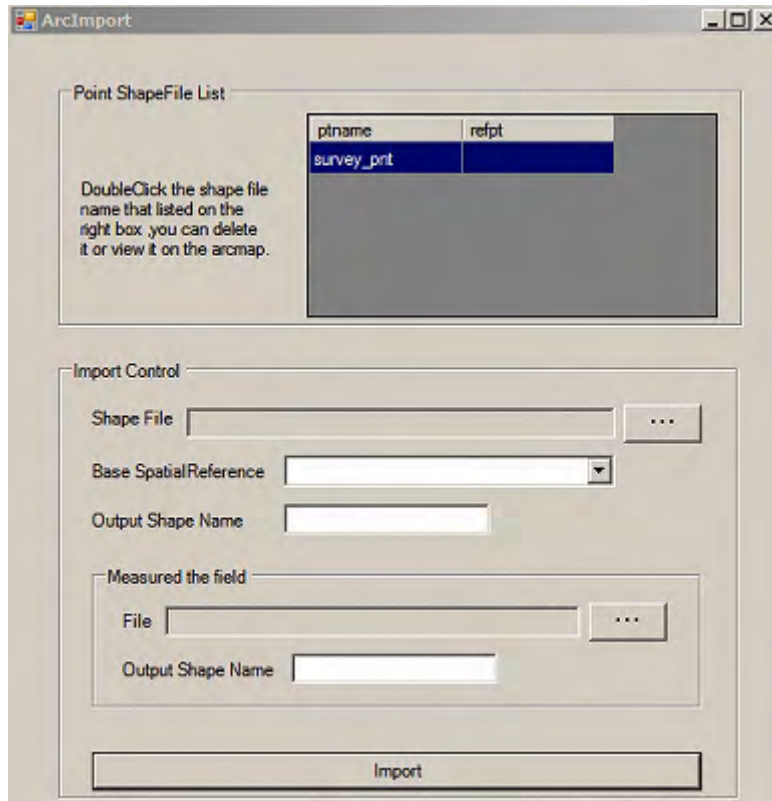 ArcImport
Point ShapeFile List
ptname refpt
survey_pnt
DoubleClick the shape file
name that listed on the
right box ,you can delete
it or view it on the arcmap.
Import Control
Shape File ...
Base SpatialReference
Output Shape Name
Measured the field
File ...
Output Shape Name
Import